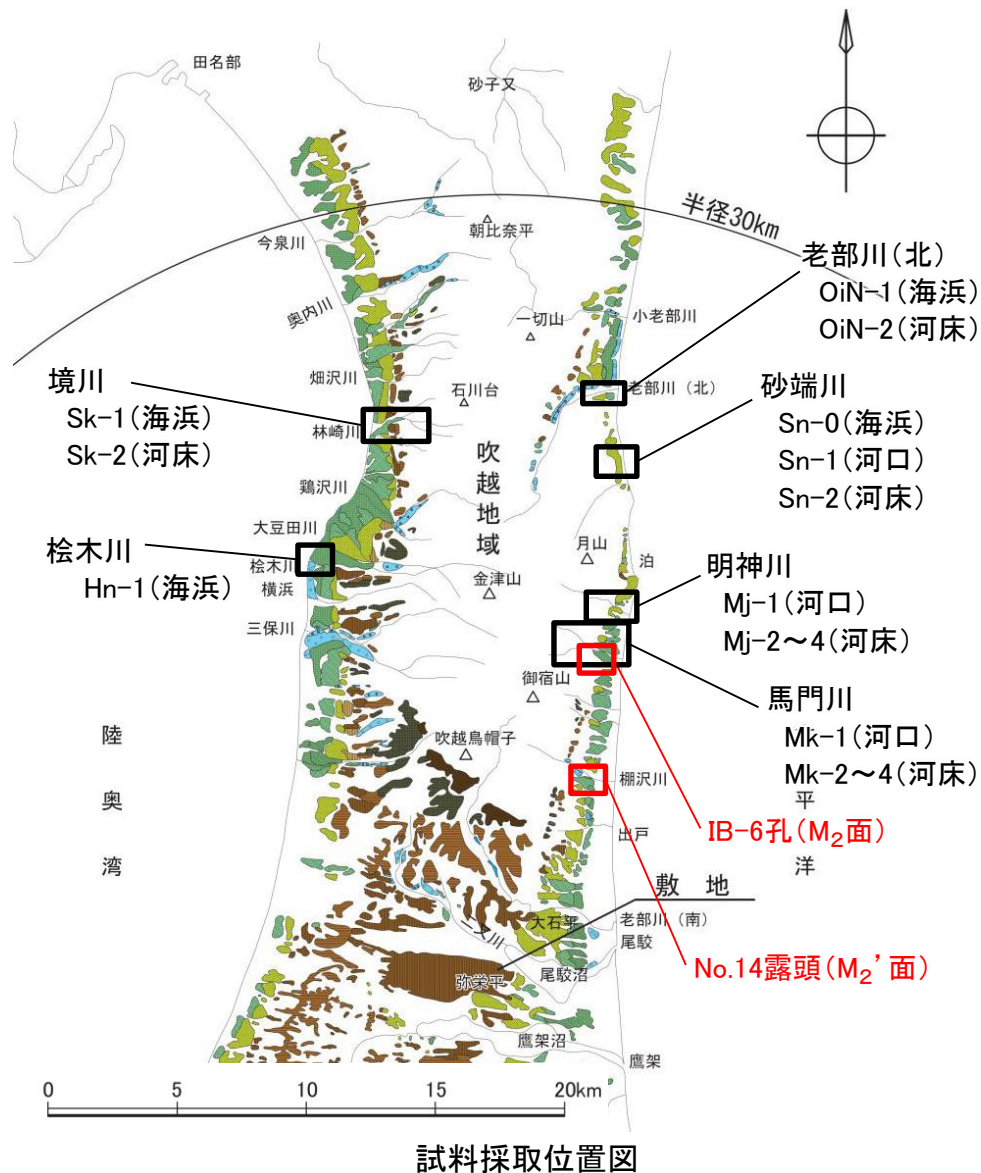 田名部
砂子又
半径30km
朝比奈平
今泉川
奥内川
一切山
小老部川
老部川(北)
OiN-1(海浜)
OiN-2(河床)
畑沢川
石川台
老部川(北)
境川
Sk-1(海浜)
Sk-2(河床)
林崎川
砂端川
Sn-0(海浜)
Sn-1(河口)
Sn-2(河床)
吹越地域
鶏沢川
大豆田川
月山
泊
桧木川
Hn-1(海浜)
桧木川
横浜
金津山
明神川
Mj-1(河口)
Mj-2~4(河床)
三保川
御宿山
馬門川
Mk-1(河口)
Mk-2~4(河床)
陸奥湾
吹越烏帽子
棚沢川
平洋
IB-6孔(M₂面)
出戸
敷地
大石平
老部川(南)
二又川
尾駮
尾駮沼
No.14露頭(M₂'面)
弥栄平
鷹架沼
鷹架
0 5 10 15 20km
試料採取位置図